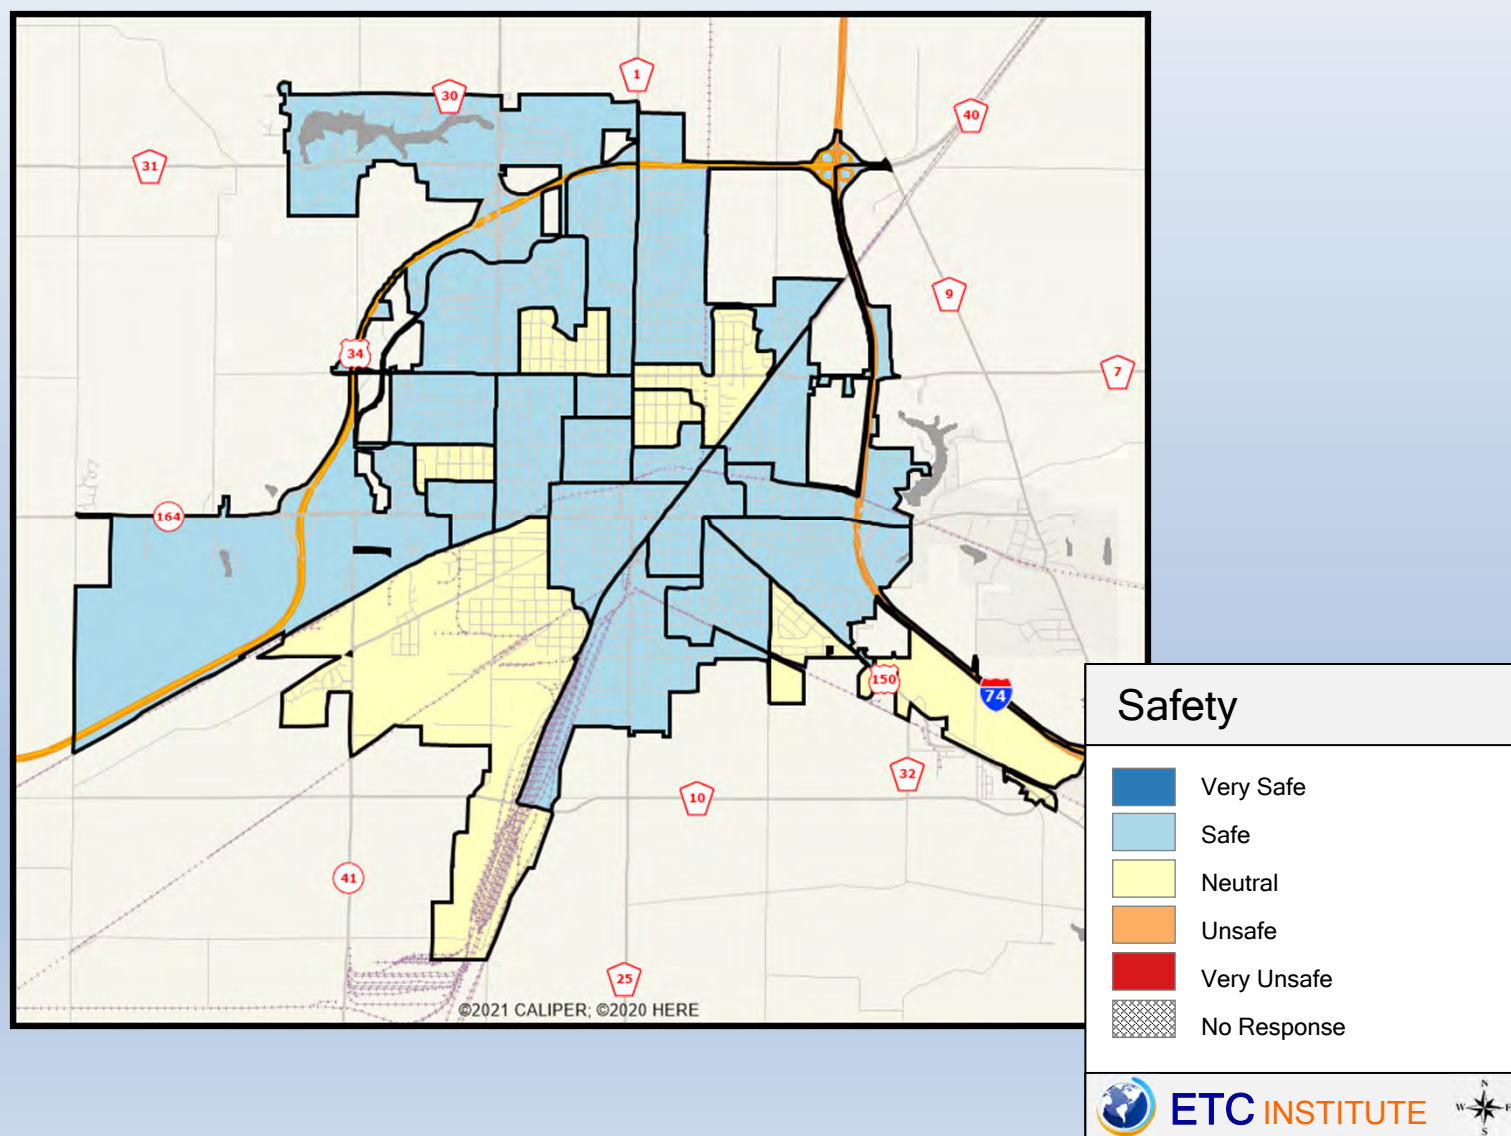 1
30
40
31
9
34
7
164
150
74
32
10
41
25
©2021 CALIPER; ©2020 HERE
Safety
Very Safe
Safe
Neutral
Unsafe
Very Unsafe
No Response
ETC INSTITUTE
N
W E
S